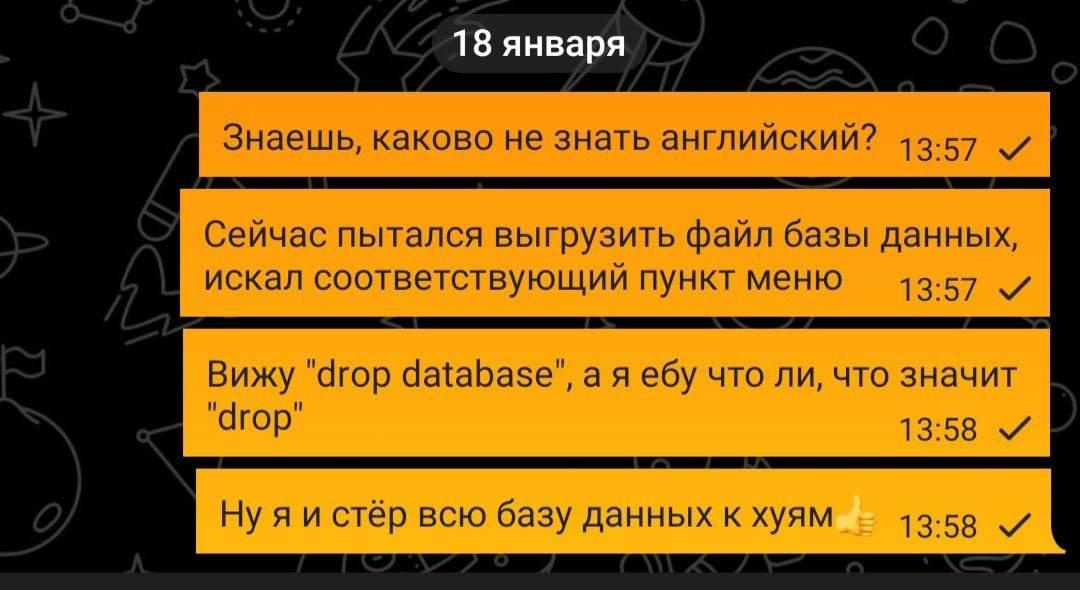 18 января
Знаешь, каково не знать английский? 13:57
Сейчас пытался выгрузить файл базы данных,
искал соответствующий пункт меню 13:57
Вижу "drop database", а я ебу что ли, что значит
"drop" 13:58
Ну я и стёр всю базу данных к хуям👍 13:58